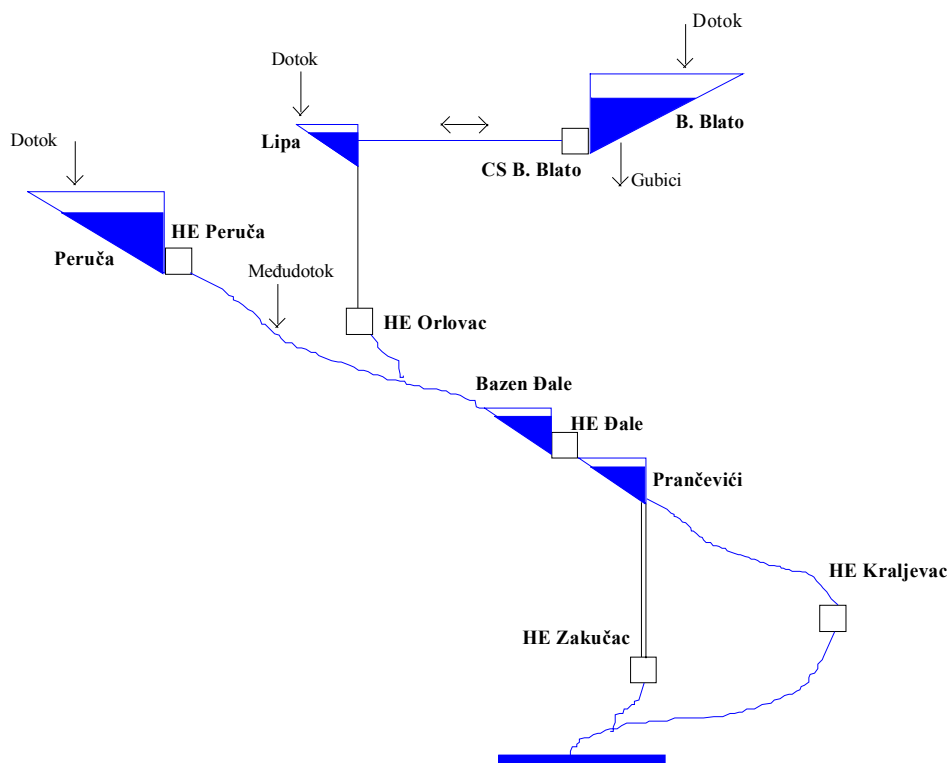 Dotok
Dotok
B. Blato
Lipa
CS B. Blato
Gubici
Dotok
HE Peruča
Peruča
Međudotok
HE Orlovac
Bazen Đale
HE Đale
Prančevići
HE Kraljevac
HE Zakučac